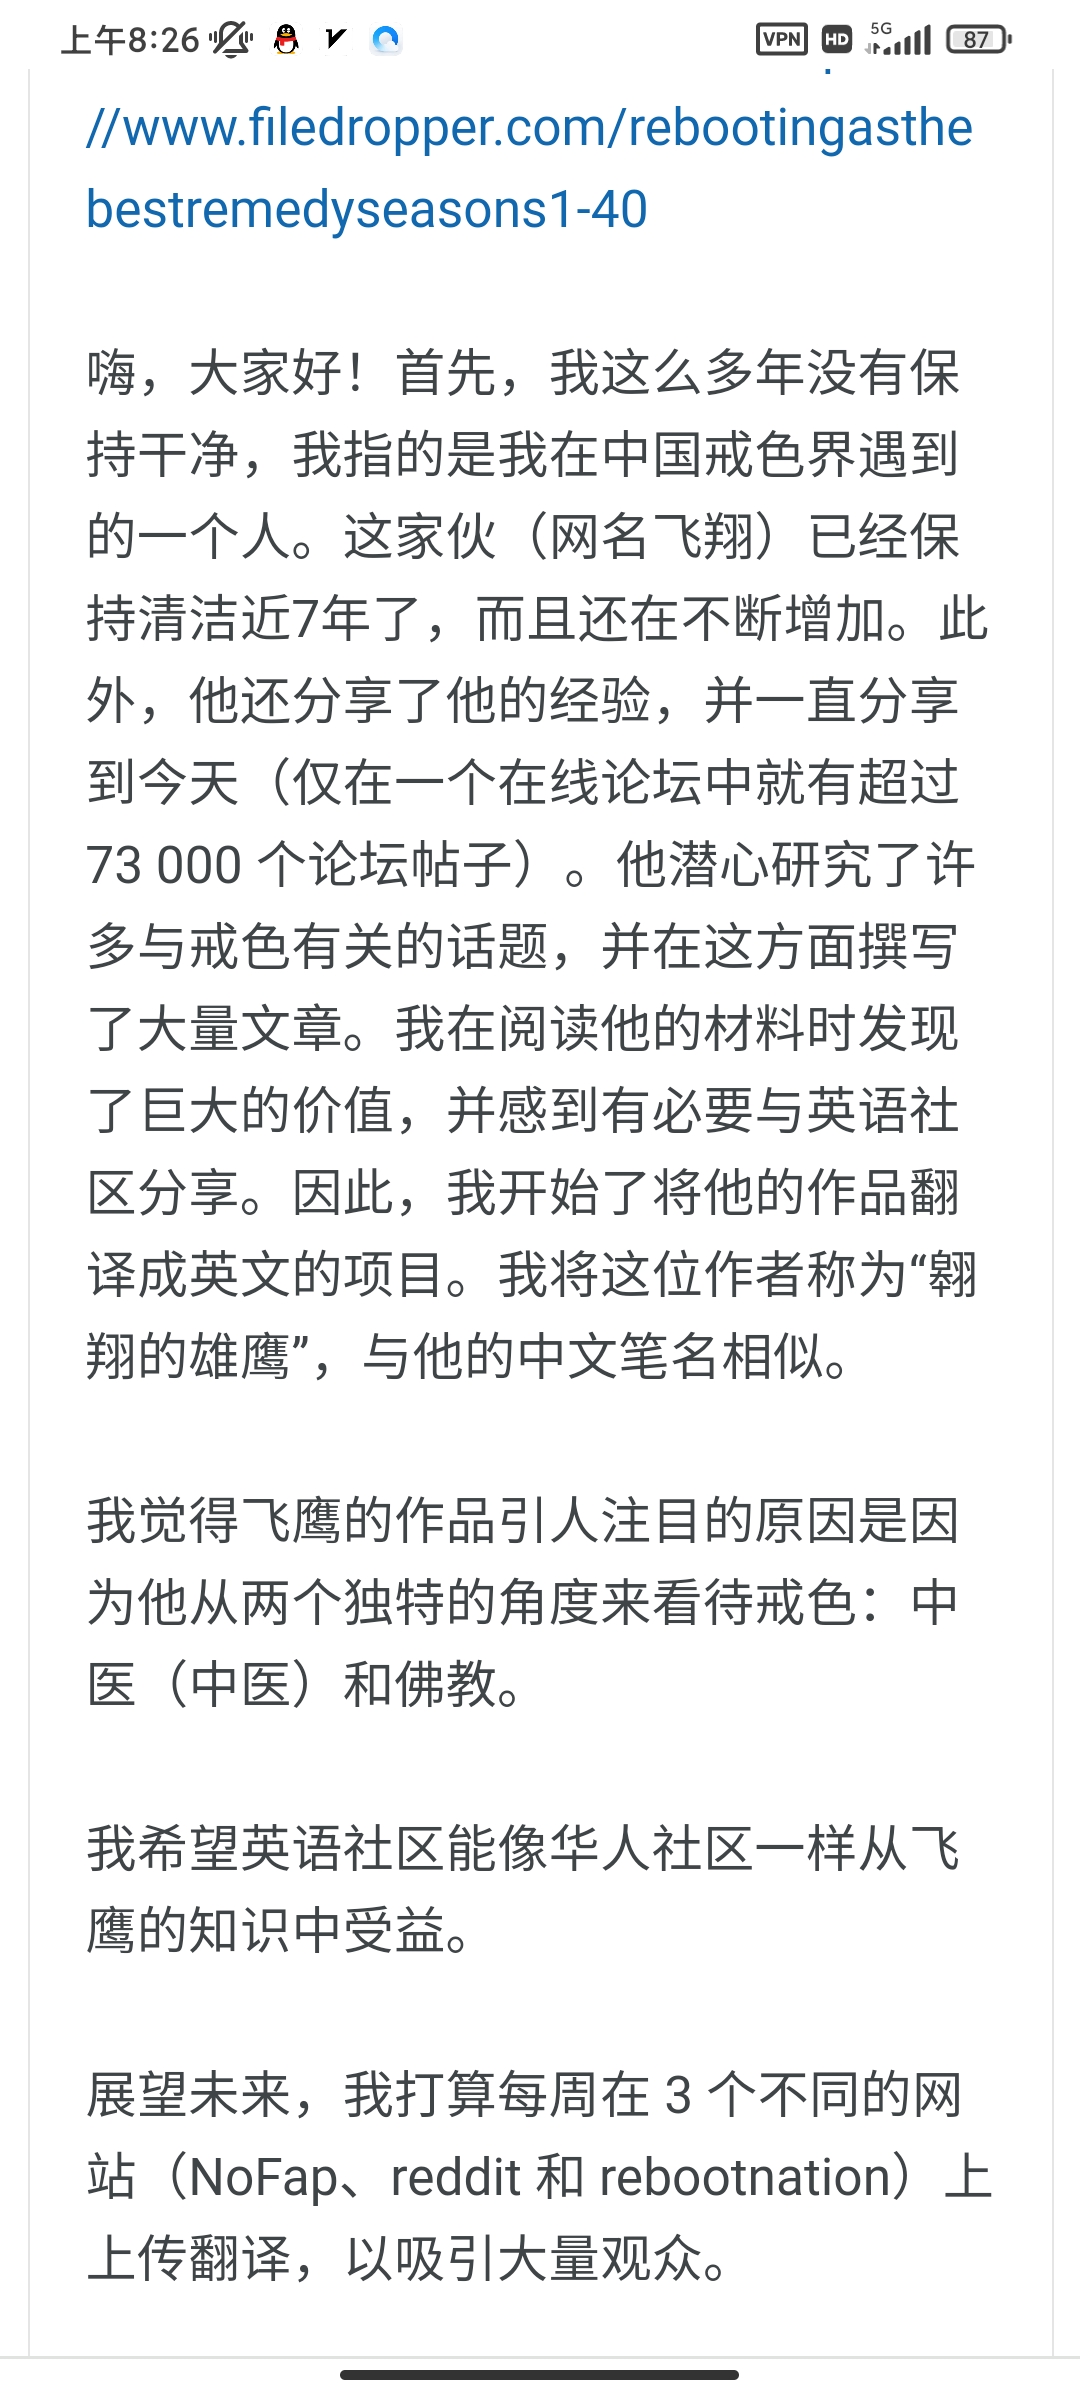 上午8:26
VPN HD 5G 87
//www.filedropper.com/rebootingasthe
bestremedyseasons1-40
嗨，大家好！首先，我这么多年没有保
持干净，我指的是我在中国戒色界遇到
的一个人。这家伙（网名飞翔）已经保
持清洁近7年了，而且还在不断增加。此
外，他还分享了他的经验，并一直分享
到今天（仅在一个在线论坛中就有超过
73 000 个论坛帖子）。 他潜心研究了许
多与戒色有关的话题，并在这方面撰写
了大量文章。我在阅读他的材料时发现
了巨大的价值，并感到有必要与英语社
区分享。因此，我开始了将他的作品翻
译成英文的项目。我将这位作者称为“翱
翔的雄鹰”，与他的中文笔名相似。
我觉得飞鹰的作品引人注目的原因是因
为他从两个独特的角度来看待戒色：中
医（中医）和佛教。
我希望英语社区能像华人社区一样从飞
鹰的知识中受益。
展望未来，我打算每周在 3 个不同的网
站（NoFap、reddit 和 rebootnation）上
上传翻译，以吸引大量观众。